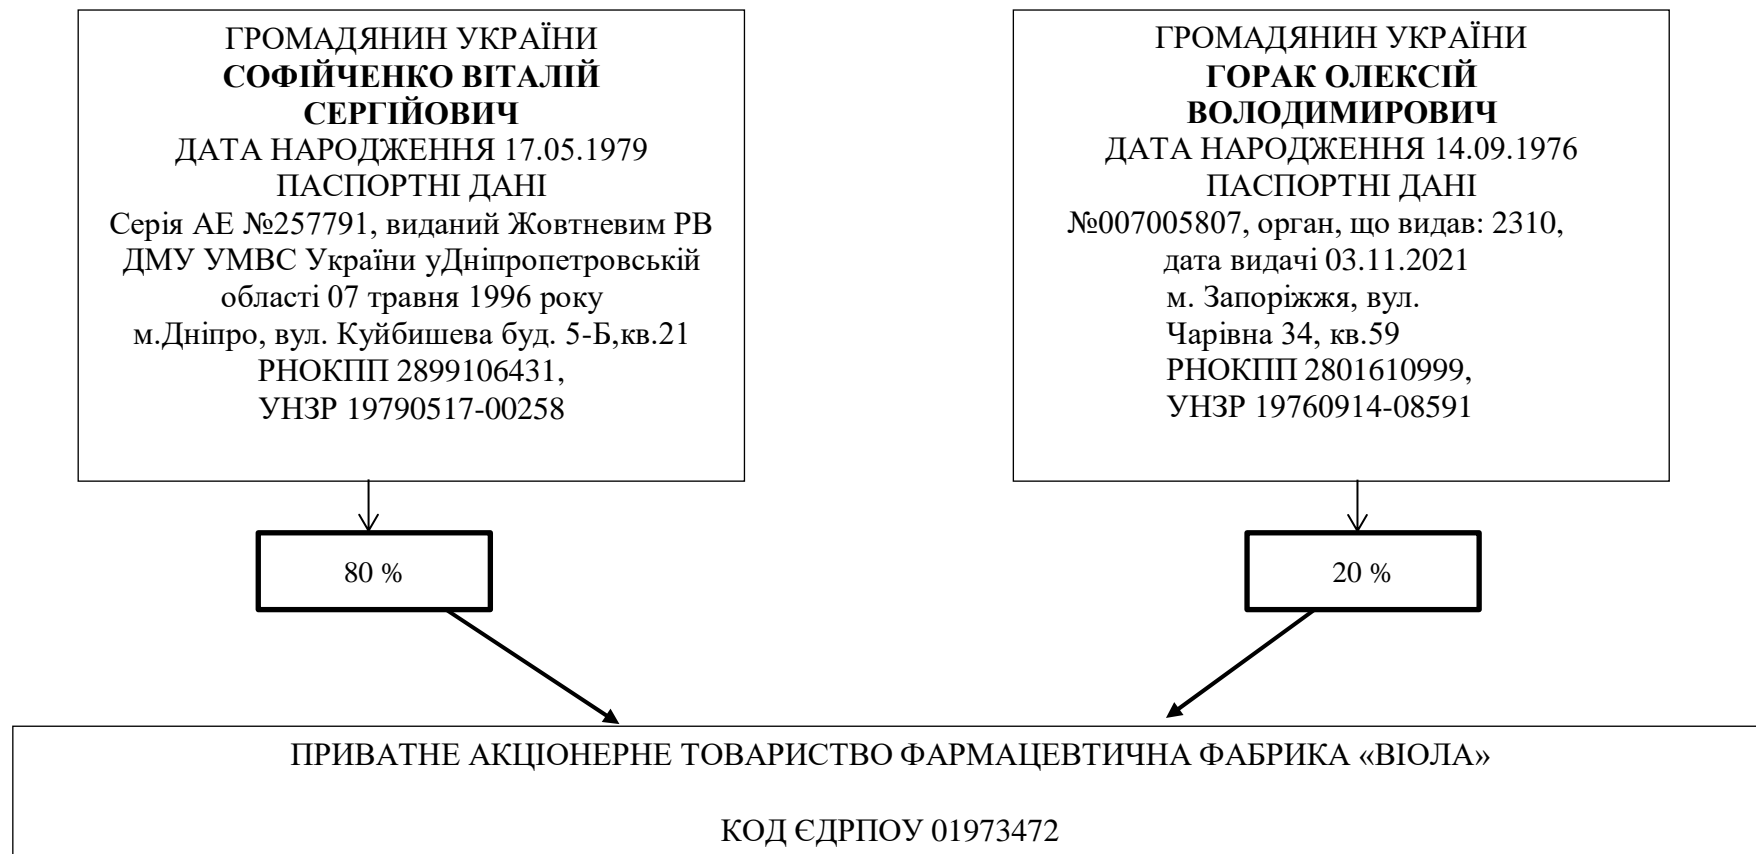 ГРОМАДЯНИН УКРАЇНИ
СОФІЙЧЕНКО ВІТАЛІЙ
СЕРГІЙОВИЧ
ДАТА НАРОДЖЕННЯ 17.05.1979
ПАСПОРТНІ ДАНІ
Серія АЕ №257791, виданий Жовтневим РВ
ДМУ УМВС України уДніпропетровській
області 07 травня 1996 року
м.Дніпро, вул. Куйбишева буд. 5-Б,кв.21
РНОКПП 2899106431,
УНЗР 19790517-00258
ГРОМАДЯНИН УКРАЇНИ
ГОРАК ОЛЕКСІЙ
ВОЛОДИМИРОВИЧ
ДАТА НАРОДЖЕННЯ 14.09.1976
ПАСПОРТНІ ДАНІ
№007005807, орган, що видав: 2310,
дата видачі 03.11.2021
м. Запоріжжя, вул.
Чарівна 34, кв.59
РНОКПП 2801610999,
УНЗР 19760914-08591
80 %
20 %
ПРИВАТНЕ АКЦІОНЕРНЕ ТОВАРИСТВО ФАРМАЦЕВТИЧНА ФАБРИКА «ВІОЛА»
КОД ЄДРПОУ 01973472